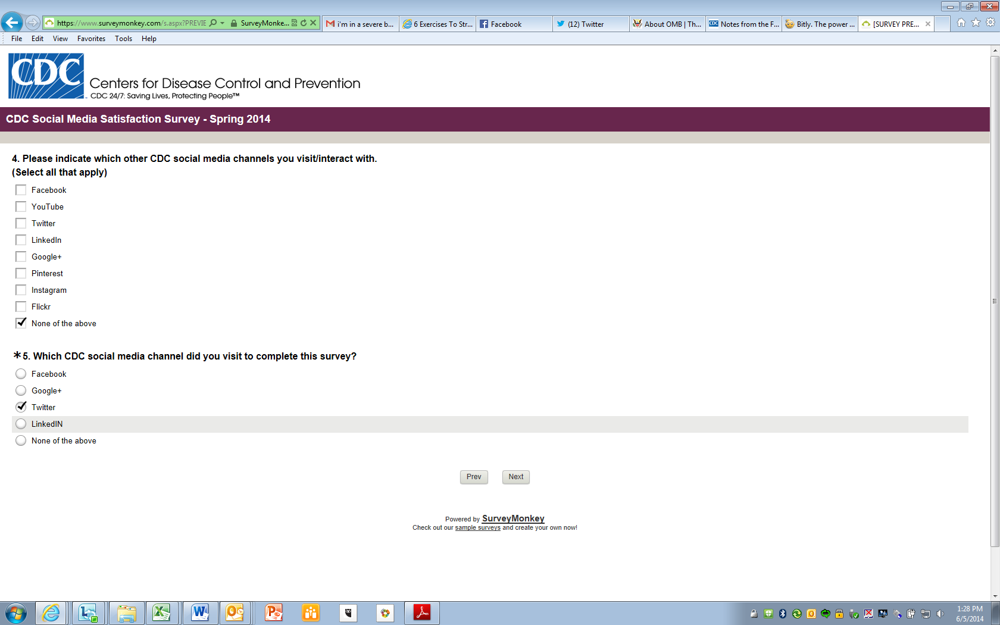 https://www.surveymonkey.com/s.aspx?PREVIE
SurveyMonke...
i'm in a severe b...
6 Exercises To Str...
Facebook
(12) Twitter
About OMB | Th...
CDC Notes from the F...
Bitly. The power ...
[SURVEY PRE...
File Edit View Favorites Tools Help
CDC
Centers for Disease Control and Prevention
CDC 24/7: Saving Lives, Protecting People™
CDC Social Media Satisfaction Survey - Spring 2014
4. Please indicate which other CDC social media channels you visit/interact with.
(Select all that apply)
Facebook
YouTube
Twitter
LinkedIn
Google+
Pinterest
Instagram
Flickr
None of the above
*5. Which CDC social media channel did you visit to complete this survey?
Facebook
Google+
Twitter
LinkedIN
None of the above
Prev Next
Powered by SurveyMonkey
Check out our sample surveys and create your own now!
1:28 PM
6/5/2014